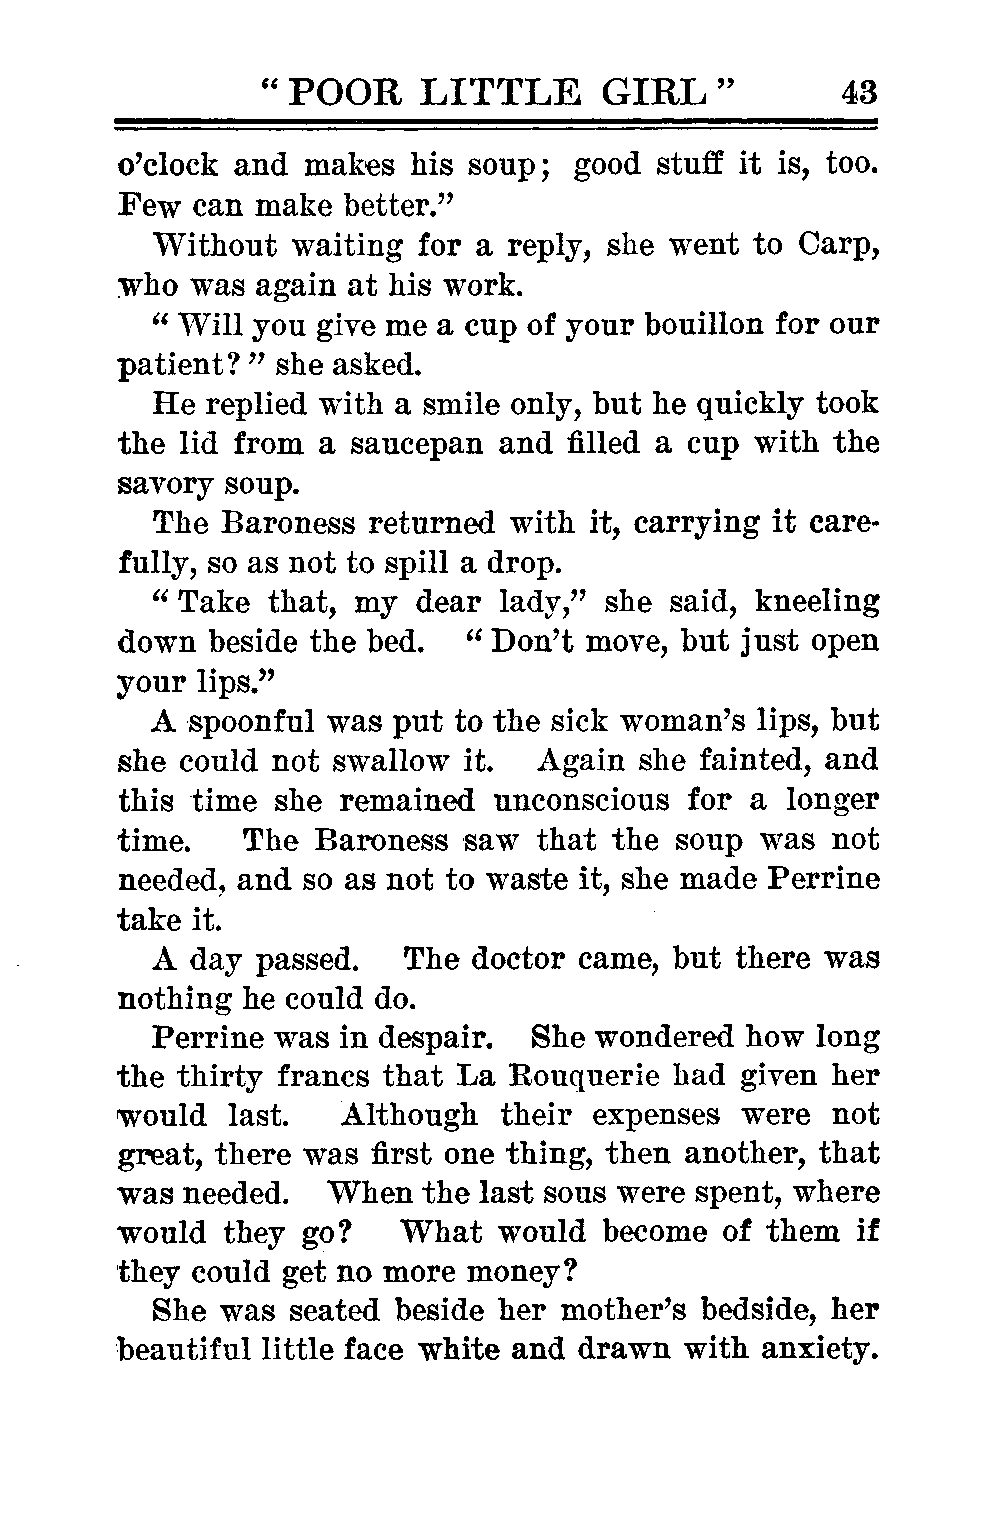 “ POOR LITTLE GIRL ” 43
o’clock and makes his soup; good stuff it is, too.
Few can make better.”
Without waiting for a reply, she went to Carp,
who was again at his work.
“ Will you give me a cup of your bouillon for our
patient? ” she asked.
He replied with a smile only, but he quickly took
the lid from a saucepan and filled a cup with the
savory soup.
The Baroness returned with it, carrying it care-
fully, so as not to spill a drop.
“ Take that, my dear lady,” she said, kneeling
down beside the bed. “ Don’t move, but just open
your lips.”
A spoonful was put to the sick woman’s lips, but
she could not swallow it. Again she fainted, and
this time she remained unconscious for a longer
time. The Baroness saw that the soup was not
needed, and so as not to waste it, she made Perrine
take it.
A day passed. The doctor came, but there was
nothing he could do.
Perrine was in despair. She wondered how long
the thirty francs that La Rouquerie had given her
would last. Although their expenses were not
great, there was first one thing, then another, that
was needed. When the last sous were spent, where
would they go? What would become of them if
they could get no more money?
She was seated beside her mother’s bedside, her
beautiful little face white and drawn with anxiety.